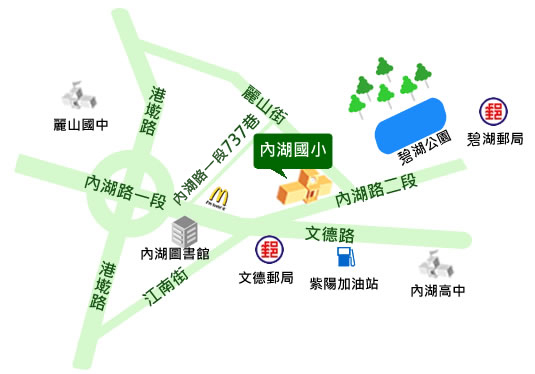 麗山國中
港墘路
麗山街
內湖路一段737巷
內湖國小
碧湖公園
碧湖郵局
內湖路一段
內湖路二段
內湖圖書館
文德路
港墘路
江南街
文德郵局
紫陽加油站
內湖高中